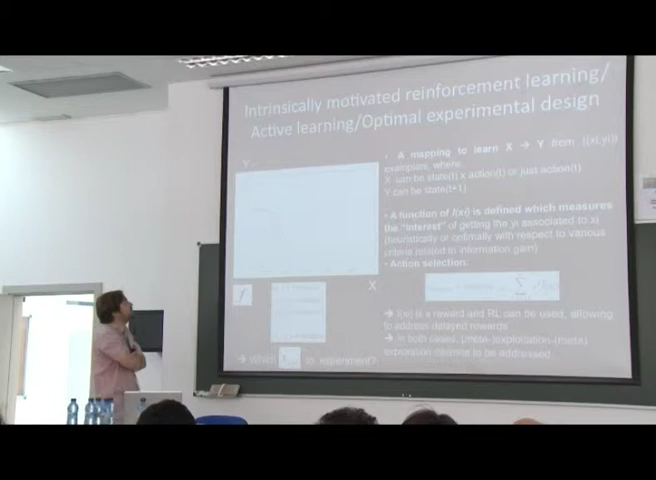 Intrinsically motivated reinforcement learning/
Active learning/Optimal experimental design
Y
• A mapping to learn X → Y from {(xi,yi)}
exemplars, where
X can be state(t) x action(t) or just action(t)
Y can be state(t+1)
• A function of I(xi) is defined which measures
the "interest" of getting the yi associated to xi
(heuristically or optimally with respect to various
criteria related to information gain)
• Action selection:
f
X
→ I(xi) is a reward and RL can be used, allowing
to address delayed rewards
→ In both cases, (meta-)exploitation-(meta)
exploration dilemma to be addressed
→ Which to experiment?